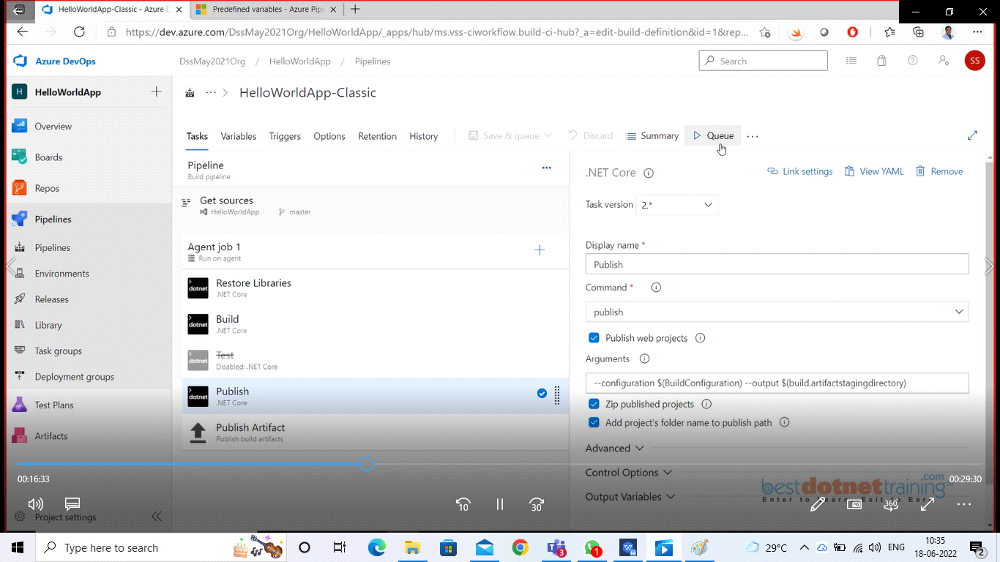 HelloWorldApp-Classic - Azure D
Predefined variables - Azure Pip
https://dev.azure.com/DssMay2021Org/HelloWorldApp/_apps/hub/ms.vss-ciworkflow.build-ci-hub?_a=edit-build-definition&id=1&rep...
Azure DevOps
DssMay2021Org / HelloWorldApp / Pipelines
Search
SS
H HelloWorldApp
HelloWorldApp-Classic
Overview
Boards
Repos
Pipelines
Pipelines
Environments
Releases
Library
Task groups
Deployment groups
Test Plans
Artifacts
Project settings
Tasks Variables Triggers Options Retention History Save & queue Discard Summary Queue
Pipeline
Build pipeline
Get sources
HelloWorldApp master
Agent job 1
Run on agent
dotnet Restore Libraries
.NET Core
dotnet Build
.NET Core
dotnet Test
Disabled: .NET Core
dotnet Publish
.NET Core
Publish Artifact
Publish build artifacts
.NET Core
Link settings View YAML Remove
Task version 2.*
Display name *
Publish
Command *
publish
Publish web projects
Arguments
--configuration $(BuildConfiguration) --output $(build.artifactstagingdirectory)
Zip published projects
Add project's folder name to publish path
Advanced
Control Options
Output Variables
@bestdotnettraining.com
Enter to Learn Exit to Earn
00:16:33
00:29:30
10
30
360
Type here to search
3
1
29°C
ENG
10:35
18-06-2022
2